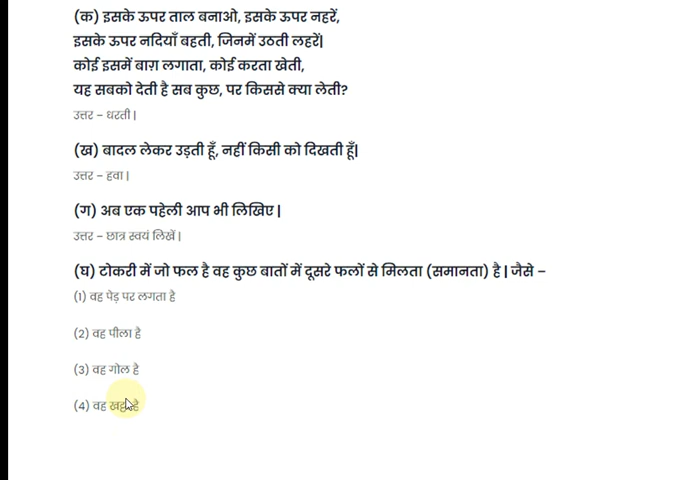 (क) इसके ऊपर ताल बनाओ, इसके ऊपर नहरें,
इसके ऊपर नदियाँ बहती, जिनमें उठती लहरें|
कोई इसमें बाग़ लगाता, कोई करता खेती,
यह सबको देती है सब कुछ, पर किससे क्या लेती?
उत्तर – धरती |
(ख) बादल लेकर उड़ती हूँ, नहीं किसी को दिखती हूँ|
उत्तर – हवा |
(ग) अब एक पहेली आप भी लिखिए |
उत्तर – छात्र स्वयं लिखें |
(घ) टोकरी में जो फल है वह कुछ बातों में दूसरे फलों से मिलता (समानता) है | जैसे –
(1) वह पेड़ पर लगता है
(2) वह पीला है
(3) वह गोल है
(4) वह खट्टा है